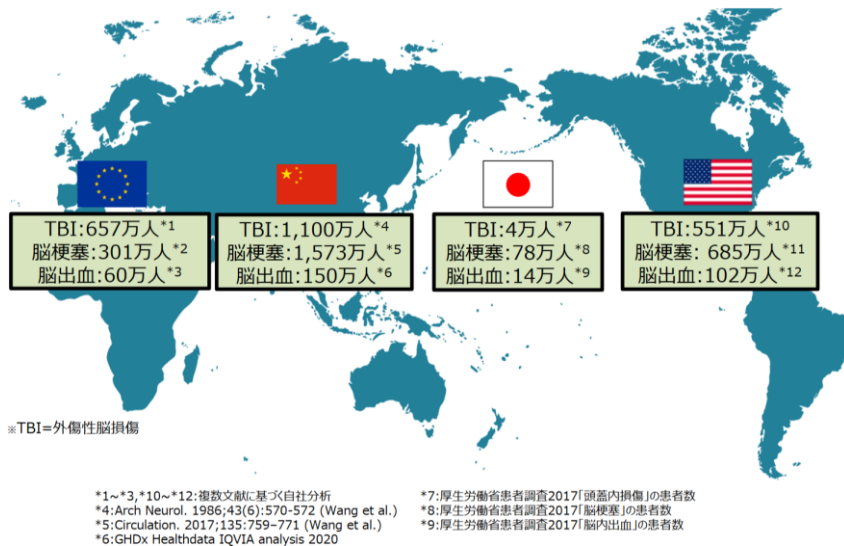 TBI:657万人*1
脳梗塞:301万人*2
脳出血:60万人*3
TBI:1,100万人*4
脳梗塞:1,573万人*5
脳出血:150万人*6
TBI:4万人*7
脳梗塞:78万人*8
脳出血:14万人*9
TBI:551万人*10
脳梗塞: 685万人*11
脳出血:102万人*12
※TBI=外傷性脳損傷
*1~*3,*10~*12:複数文献に基づく自社分析
*4:Arch Neurol. 1986;43(6):570-572 (Wang et al.)
*5:Circulation. 2017;135:759–771 (Wang et al.)
*6:GHDx Healthdata IQVIA analysis 2020
*7:厚生労働省患者調査2017「頭蓋内損傷」の患者数
*8:厚生労働省患者調査2017「脳梗塞」の患者数
*9:厚生労働省患者調査2017「脳内出血」の患者数